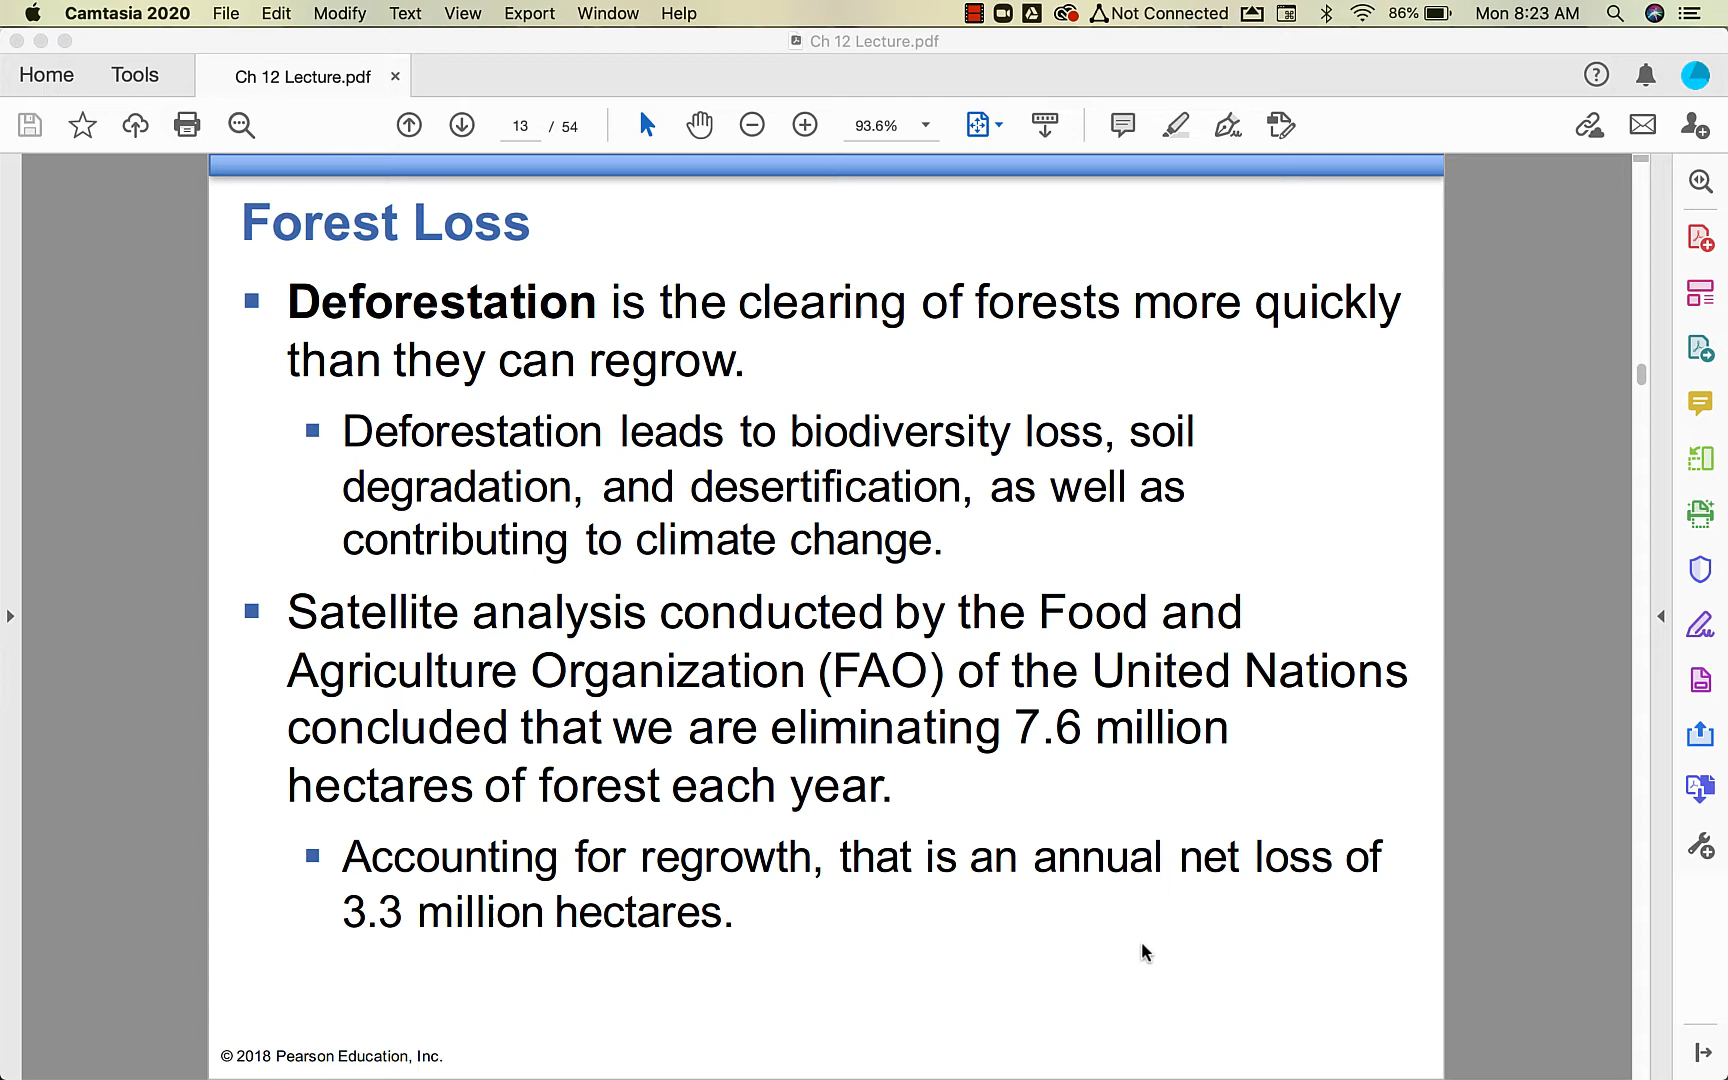 Camtasia 2020 File Edit Modify Text View Export Window Help Not Connected 86% Mon 8:23 AM
Ch 12 Lecture.pdf
Home Tools Ch 12 Lecture.pdf ×
13 / 54 93.6%
Forest Loss
Deforestation is the clearing of forests more quickly
than they can regrow.
Deforestation leads to biodiversity loss, soil
degradation, and desertification, as well as
contributing to climate change.
Satellite analysis conducted by the Food and
Agriculture Organization (FAO) of the United Nations
concluded that we are eliminating 7.6 million
hectares of forest each year.
Accounting for regrowth, that is an annual net loss of
3.3 million hectares.
© 2018 Pearson Education, Inc.